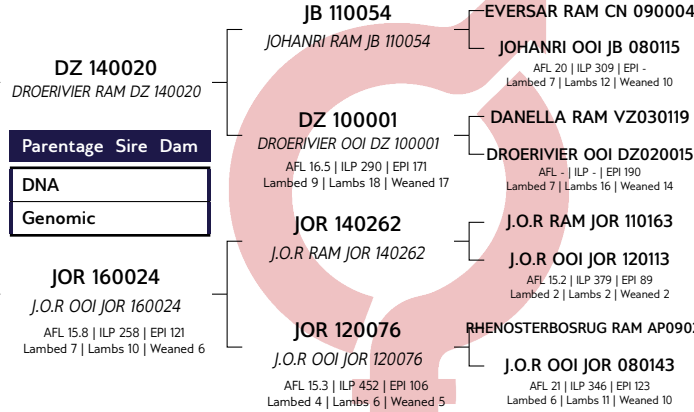 JB 110054
JOHANRI RAM JB 110054
EVERSAR RAM CN 090004
JOHANRI OOI JB 080115
AFL 20 | ILP 309 | EPI -
Lambed 7 | Lambs 12 | Weaned 10
DZ 140020
DROERIVIER RAM DZ 140020
DZ 100001
DROERIVIER OOI DZ 100001
AFL 16.5 | ILP 290 | EPI 171
Lambed 9 | Lambs 18 | Weaned 17
DANELLA RAM VZ030119
DROERIVIER OOI DZ020015
AFL - | ILP - | EPI 190
Lambed 7 | Lambs 16 | Weaned 14
Parentage Sire Dam
DNA
Genomic
JOR 140262
J.O.R RAM JOR 140262
J.O.R RAM JOR 110163
J.O.R OOI JOR 120113
AFL 15.2 | ILP 379 | EPI 89
Lambed 2 | Lambs 2 | Weaned 2
JOR 160024
J.O.R OOI JOR 160024
AFL 15.8 | ILP 258 | EPI 121
Lambed 7 | Lambs 10 | Weaned 6
JOR 120076
J.O.R OOI JOR 120076
AFL 15.3 | ILP 452 | EPI 106
Lambed 4 | Lambs 6 | Weaned 5
RHENOSTERBOSRUG RAM
J.O.R OOI JOR 080143
AFL 21 | ILP 346 | EPI 123
Lambed 6 | Lambs 11 | Weaned 10